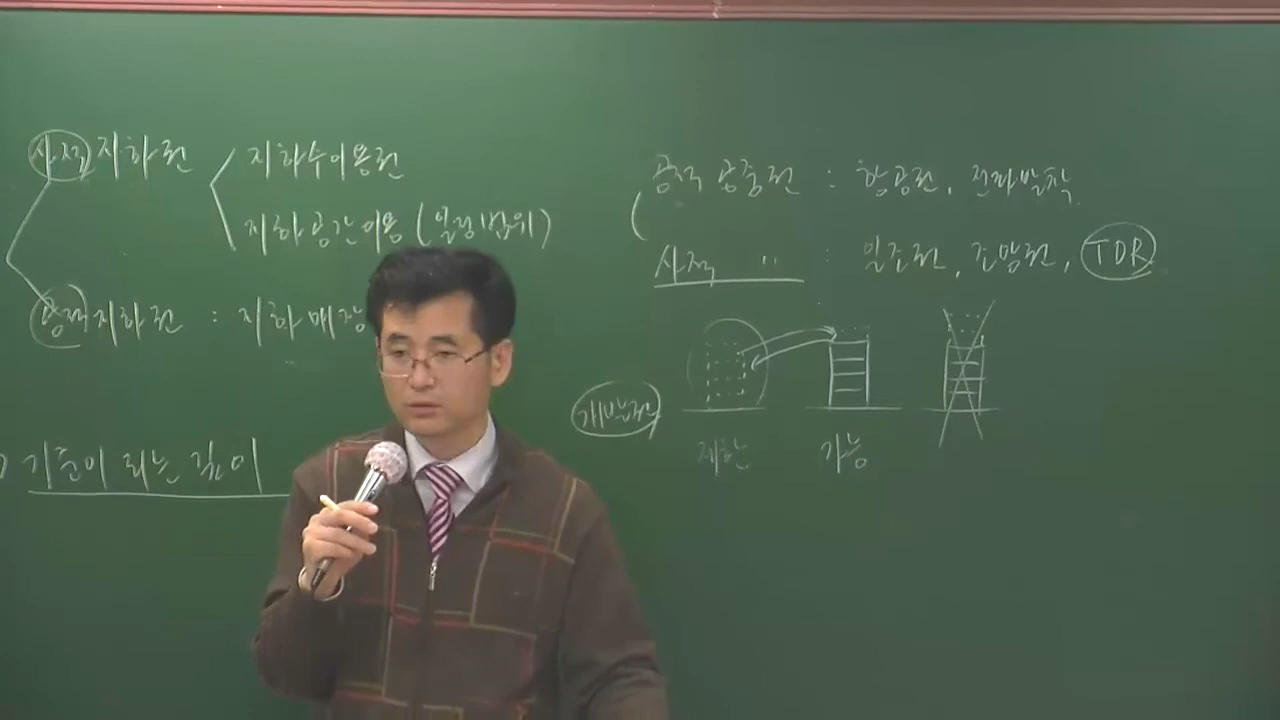 사적 지하권
지하수이용권
지하공간이용 (일정범위)
공적 지하권 : 지하매장
기준이 되는 깊이
공적 공중권 : 항공권, 전파발착
사적 〃 : 일조권, 조망권, TDR
개발권
제한 가능